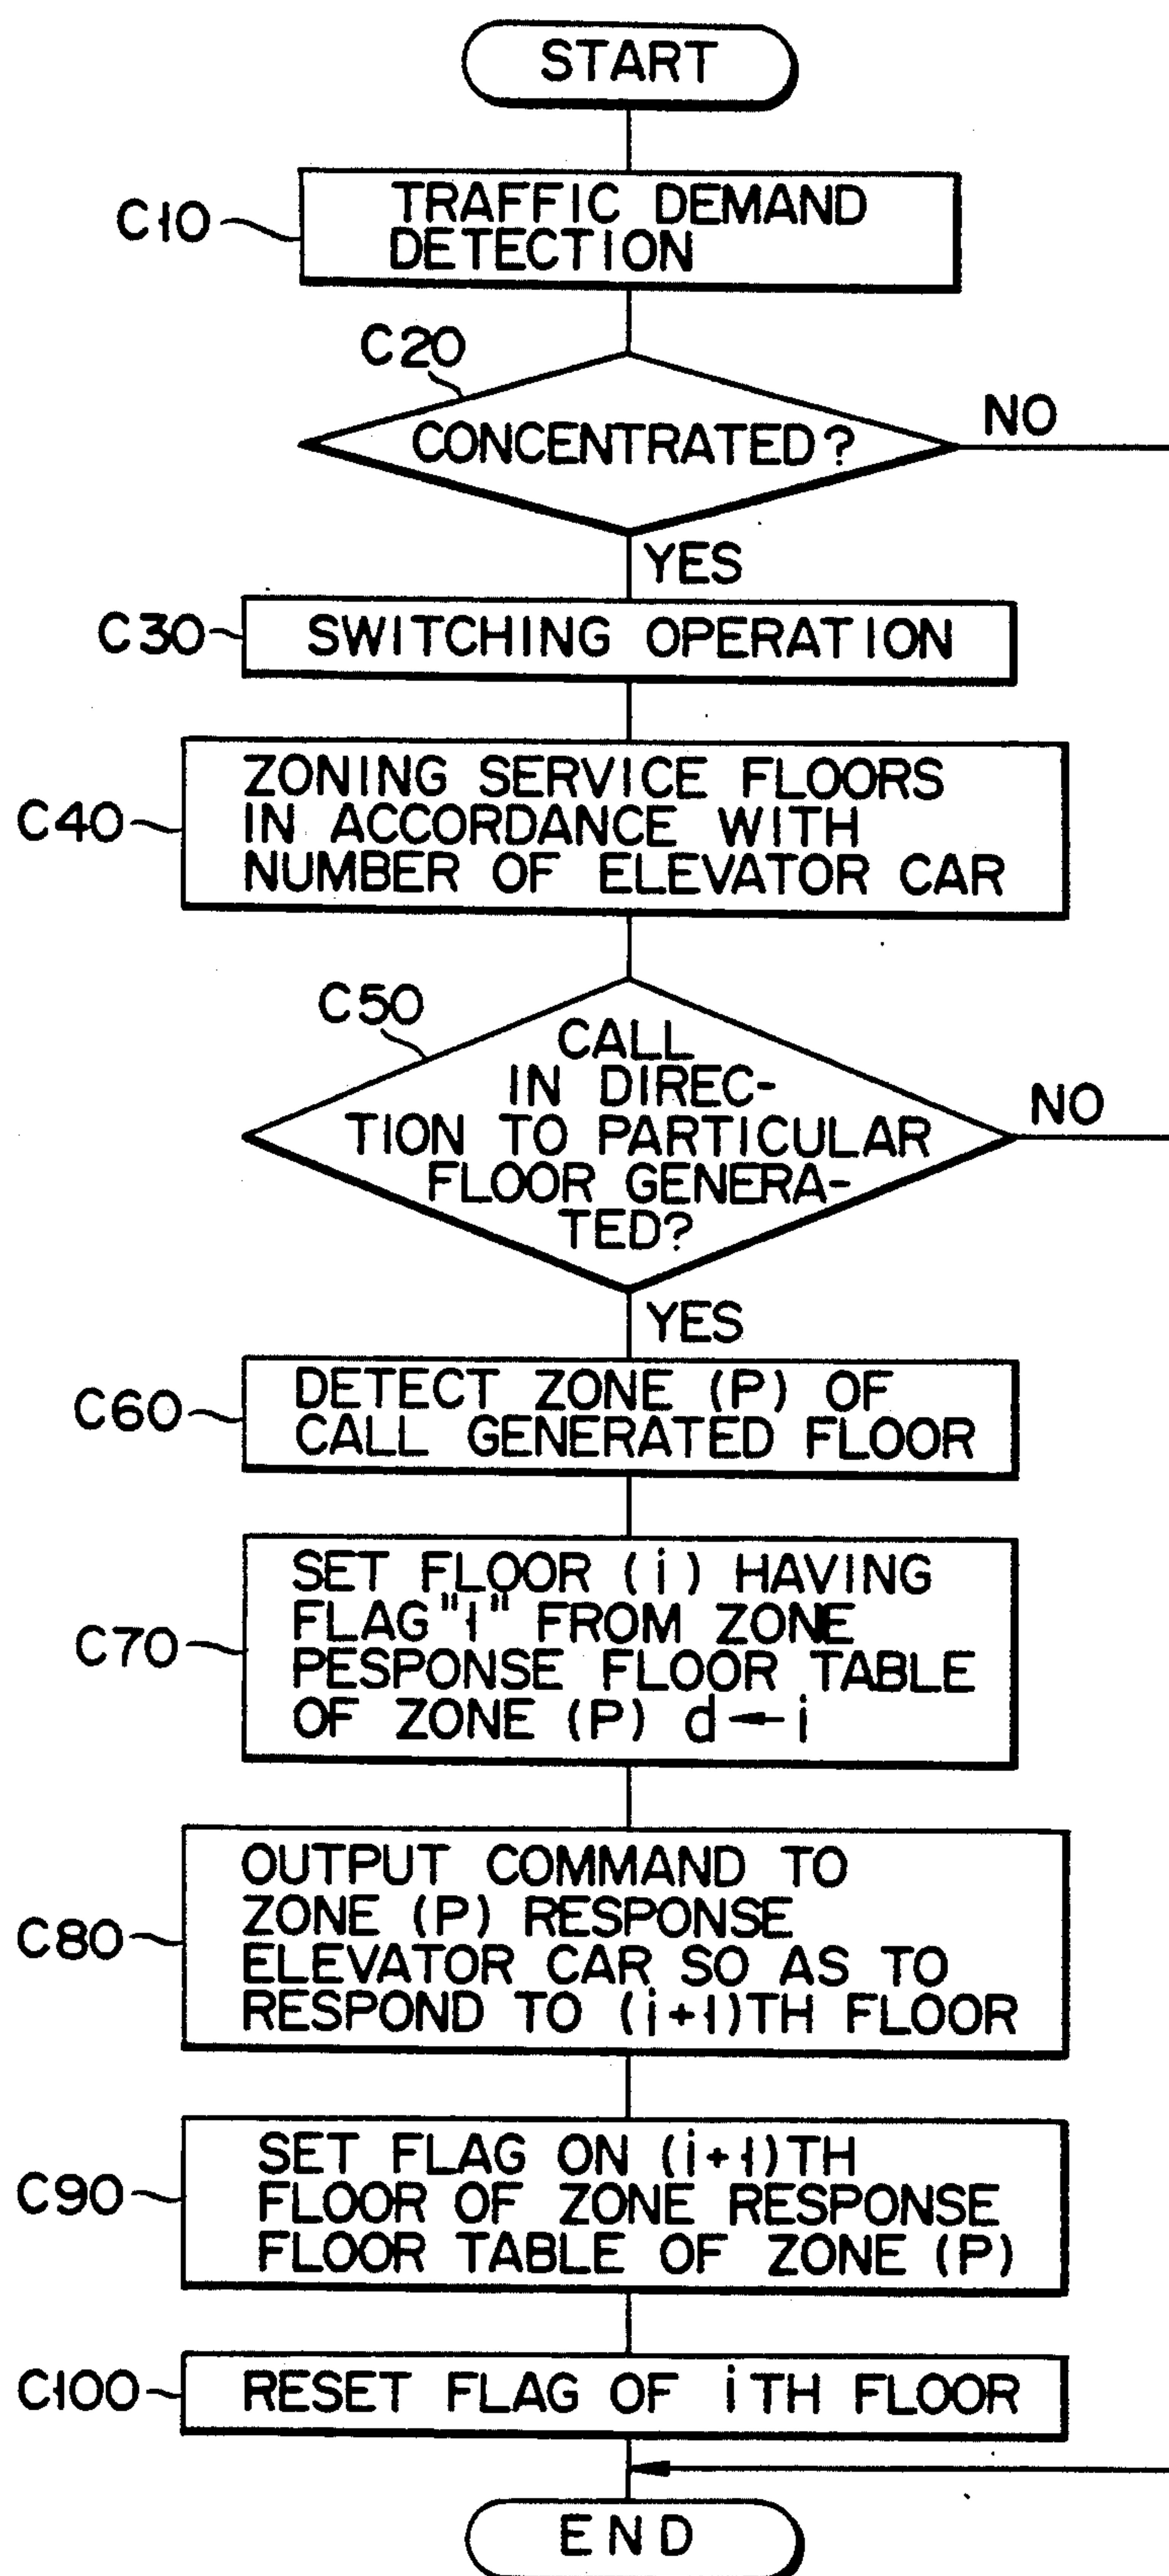 START
C10
TRAFFIC DEMAND
DETECTION
C20
CONCENTRATED?
NO
YES
C30
SWITCHING OPERATION
C40
ZONING SERVICE FLOORS
IN ACCORDANCE WITH
NUMBER OF ELEVATOR CAR
C50
CALL
IN DIREC-
TION TO PARTICULAR
FLOOR GENERA-
TED?
NO
YES
C60
DETECT ZONE (P) OF
CALL GENERATED FLOOR
C70
SET FLOOR (i) HAVING
FLAG "1" FROM ZONE
PESPONSE FLOOR TABLE
OF ZONE (P) d ← i
C80
OUTPUT COMMAND TO
ZONE (P) RESPONSE
ELEVATOR CAR SO AS TO
RESPOND TO (i+1)TH FLOOR
C90
SET FLAG ON (i+1)TH
FLOOR OF ZONE RESPONSE
FLOOR TABLE OF ZONE (P)
C100
RESET FLAG OF iTH FLOOR
END